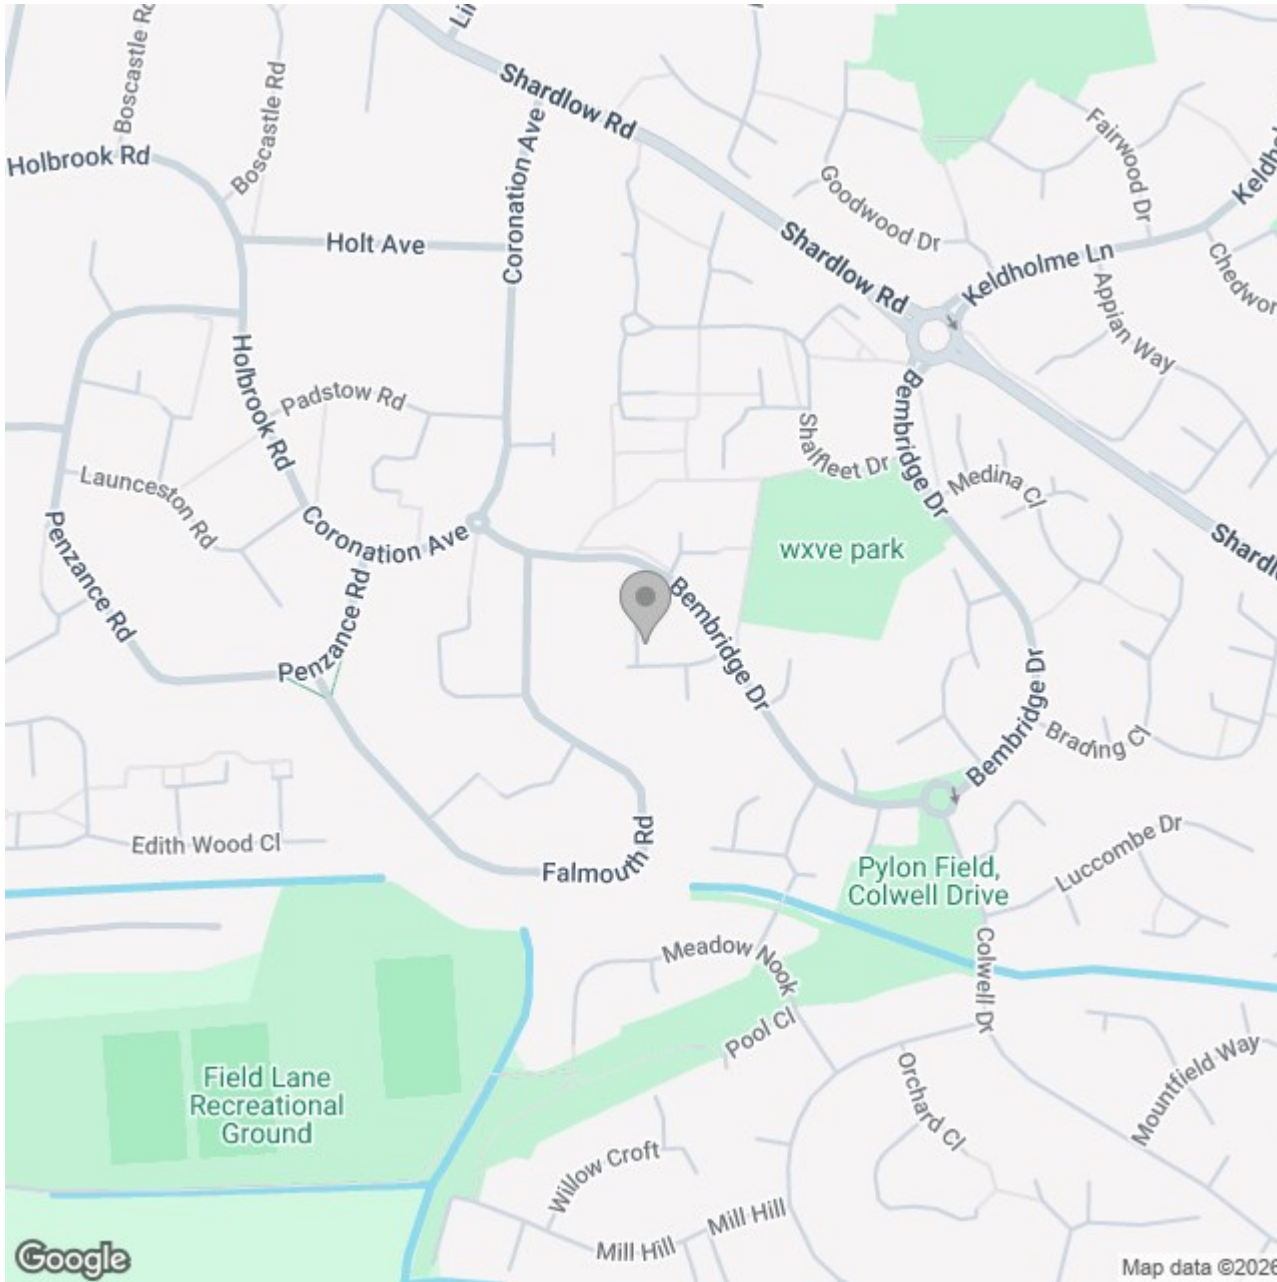 Shardlow Rd
Boscastle Rd
Boscastle Rd
Holbrook Rd
Coronation Ave
Holt Ave
Fairwood Dr
Goodwood Dr
Shardlow Rd
Keldholme Ln
Appian Way
Holbrook Rd
Padstow Rd
Bembridge Dr
Shalfleet Dr
Medina Cl
Launceston Rd
Coronation Ave
wxve park
Penzance Rd
Penzance Rd
Penzance Rd
Bembridge Dr
Bembridge Dr
Bembridge Dr
Brading Cl
Edith Wood Cl
Falmouth Rd
Luccombe Dr
Pylon Field,
Colwell Drive
Meadow Nook
Colwell Dr
Pool Cl
Orchard Cl
Mountfield Way
Field Lane
Recreational
Ground
Willow Croft
Mill Hill
Mill Hill
Google
Map data ©2026